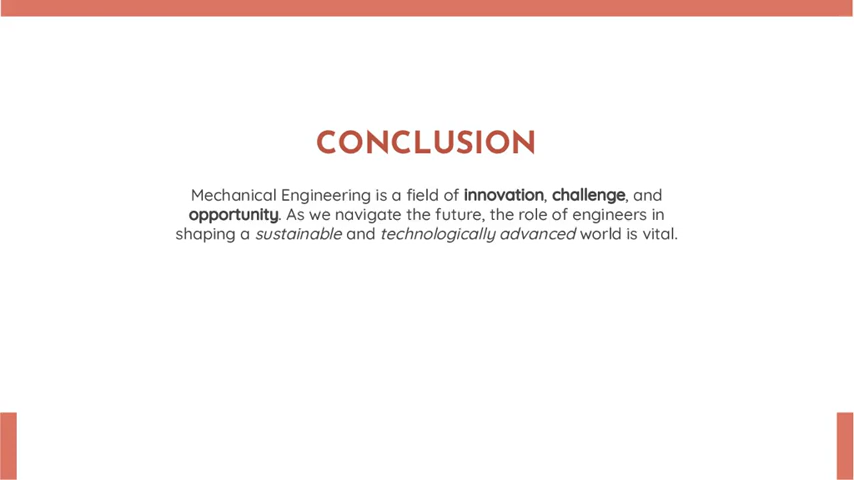 CONCLUSION
Mechanical Engineering is a field of innovation, challenge, and
opportunity. As we navigate the future, the role of engineers in
shaping a sustainable and technologically advanced world is vital.